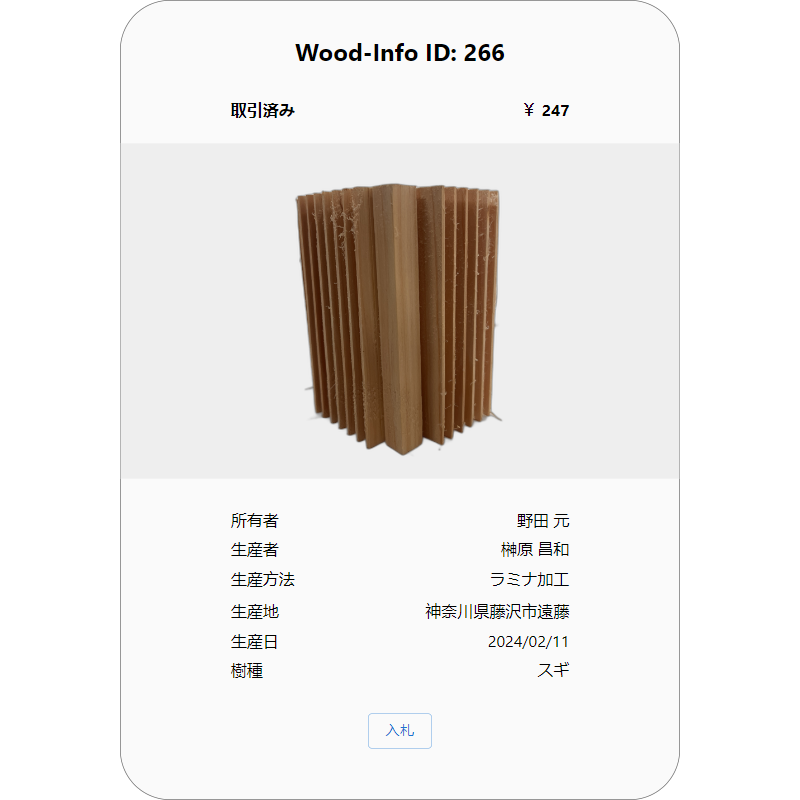 Wood-Info ID: 266
取引済み ￥ 247
所有者 野田 元
生産者 榊原 昌和
生産方法 ラミナ加工
生産地 神奈川県藤沢市遠藤
生産日 2024/02/11
樹種 スギ
入札